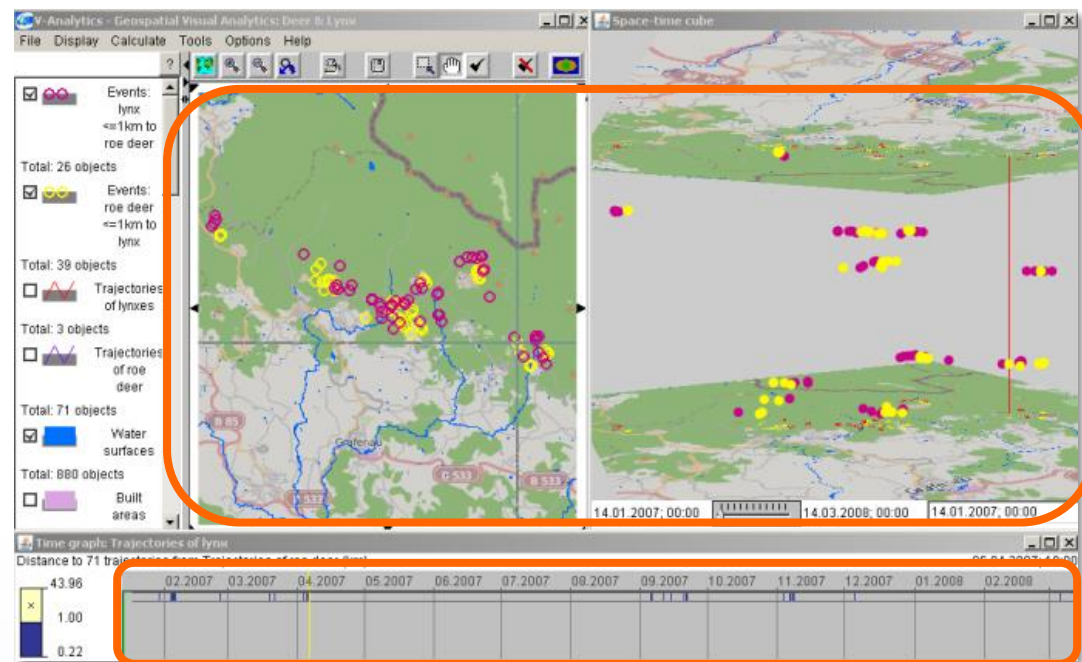 V-Analytics - Geospatial Visual Analytics: Deer & Lynx
File Display Calculate Tools Options Help
?
Events:
lynx
<=1km to
roe deer
Total: 26 objects
Events:
roe deer
<=1km to
lynx
Total: 39 objects
Trajectories
of lynxes
Total: 3 objects
Trajectories
of roe
deer
Total: 71 objects
Water
surfaces
Total: 880 objects
Built
areas
B 85
Grafenau
B 533
B 533
533
Space-time cube
14.01.2007; 00:00
14.03.2008; 00:00
14.01.2007; 00:00
Time graph: Trajectories of lynx
Distance to 71 trajectories from Trajectories of roe deer (km)
43.96
×
1.00
0.22
02.2007 03.2007 04.2007 05.2007 06.2007 07.2007 08.2007 09.2007 10.2007 11.2007 12.2007 01.2008 02.2008